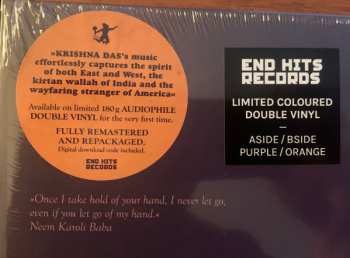 »KRISHNA DAS's music
effortlessly captures the spirit
of both East and West, the
kirtan wallah of India and the
wayfaring stranger of America«
Available on limited 180g AUDIOPHILE
DOUBLE VINYL for the very first time.
FULLY REMASTERED
AND REPACKAGED.
Digital download code included.
END HITS
RECORDS
END HITS
RECORDS
LIMITED COLOURED
DOUBLE VINYL
ASIDE / BSIDE
PURPLE / ORANGE
»Once I take hold of your hand, I never let go,
even if you let go of my hand.«
Neem Karoli Baba